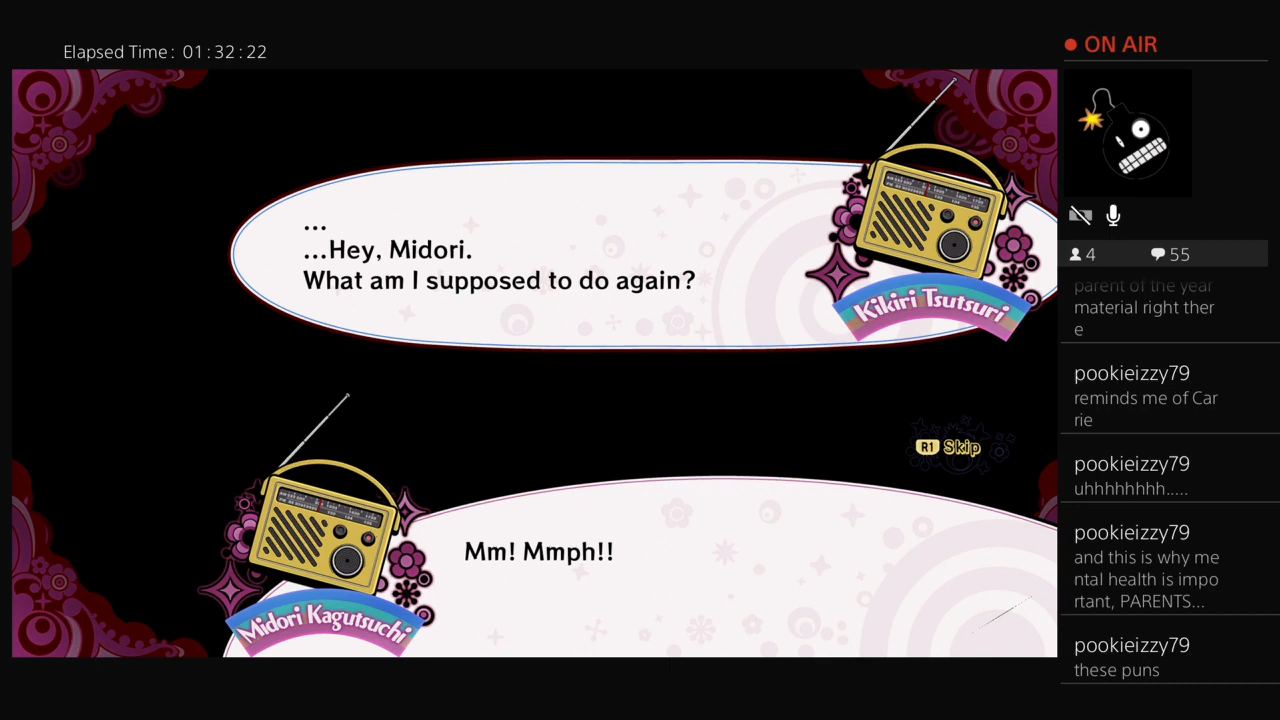 Elapsed Time: 01:32:22
ON AIR
...
...Hey, Midori.
What am I supposed to do again?
Kikiri Tsutsuri
R1 Skip
Mm! Mmph!!
Midori Kagutsuchi
4 55
parent of the year
material right ther
e
pookieizzy79
reminds me of Car
rie
pookieizzy79
uhhhhhhhh.....
pookieizzy79
and this is why me
ntal health is impo
rtant, PARENTS...
pookieizzy79
these puns